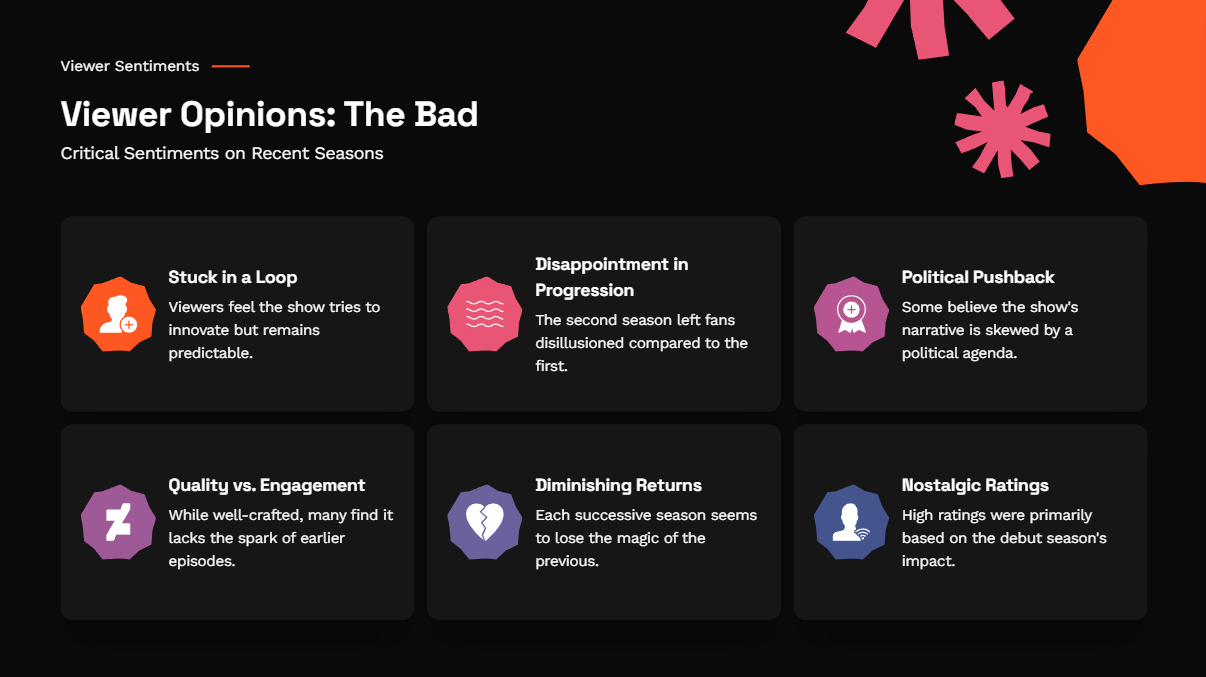 Viewer Sentiments
Viewer Opinions: The Bad
Critical Sentiments on Recent Seasons
Stuck in a Loop
Viewers feel the show tries to
innovate but remains
predictable.
Disappointment in
Progression
The second season left fans
disillusioned compared to the
first.
Political Pushback
Some believe the show's
narrative is skewed by a
political agenda.
Quality vs. Engagement
While well-crafted, many find it
lacks the spark of earlier
episodes.
Diminishing Returns
Each successive season seems
to lose the magic of the
previous.
Nostalgic Ratings
High ratings were primarily
based on the debut season's
impact.